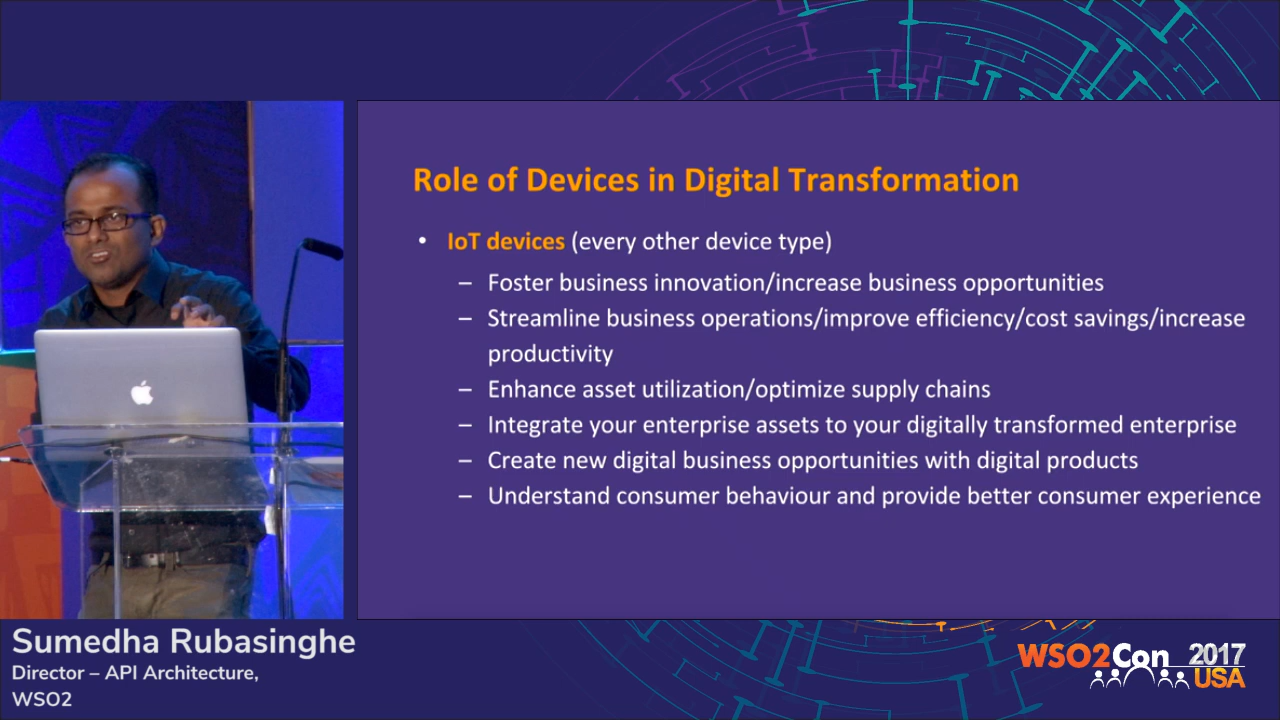 Role of Devices in Digital Transformation
• IoT devices (every other device type)
– Foster business innovation/increase business opportunities
– Streamline business operations/improve efficiency/cost savings/increase
productivity
– Enhance asset utilization/optimize supply chains
– Integrate your enterprise assets to your digitally transformed enterprise
– Create new digital business opportunities with digital products
– Understand consumer behaviour and provide better consumer experience
Sumedha Rubasinghe
Director – API Architecture,
WSO2
WSO2Con 2017
USA